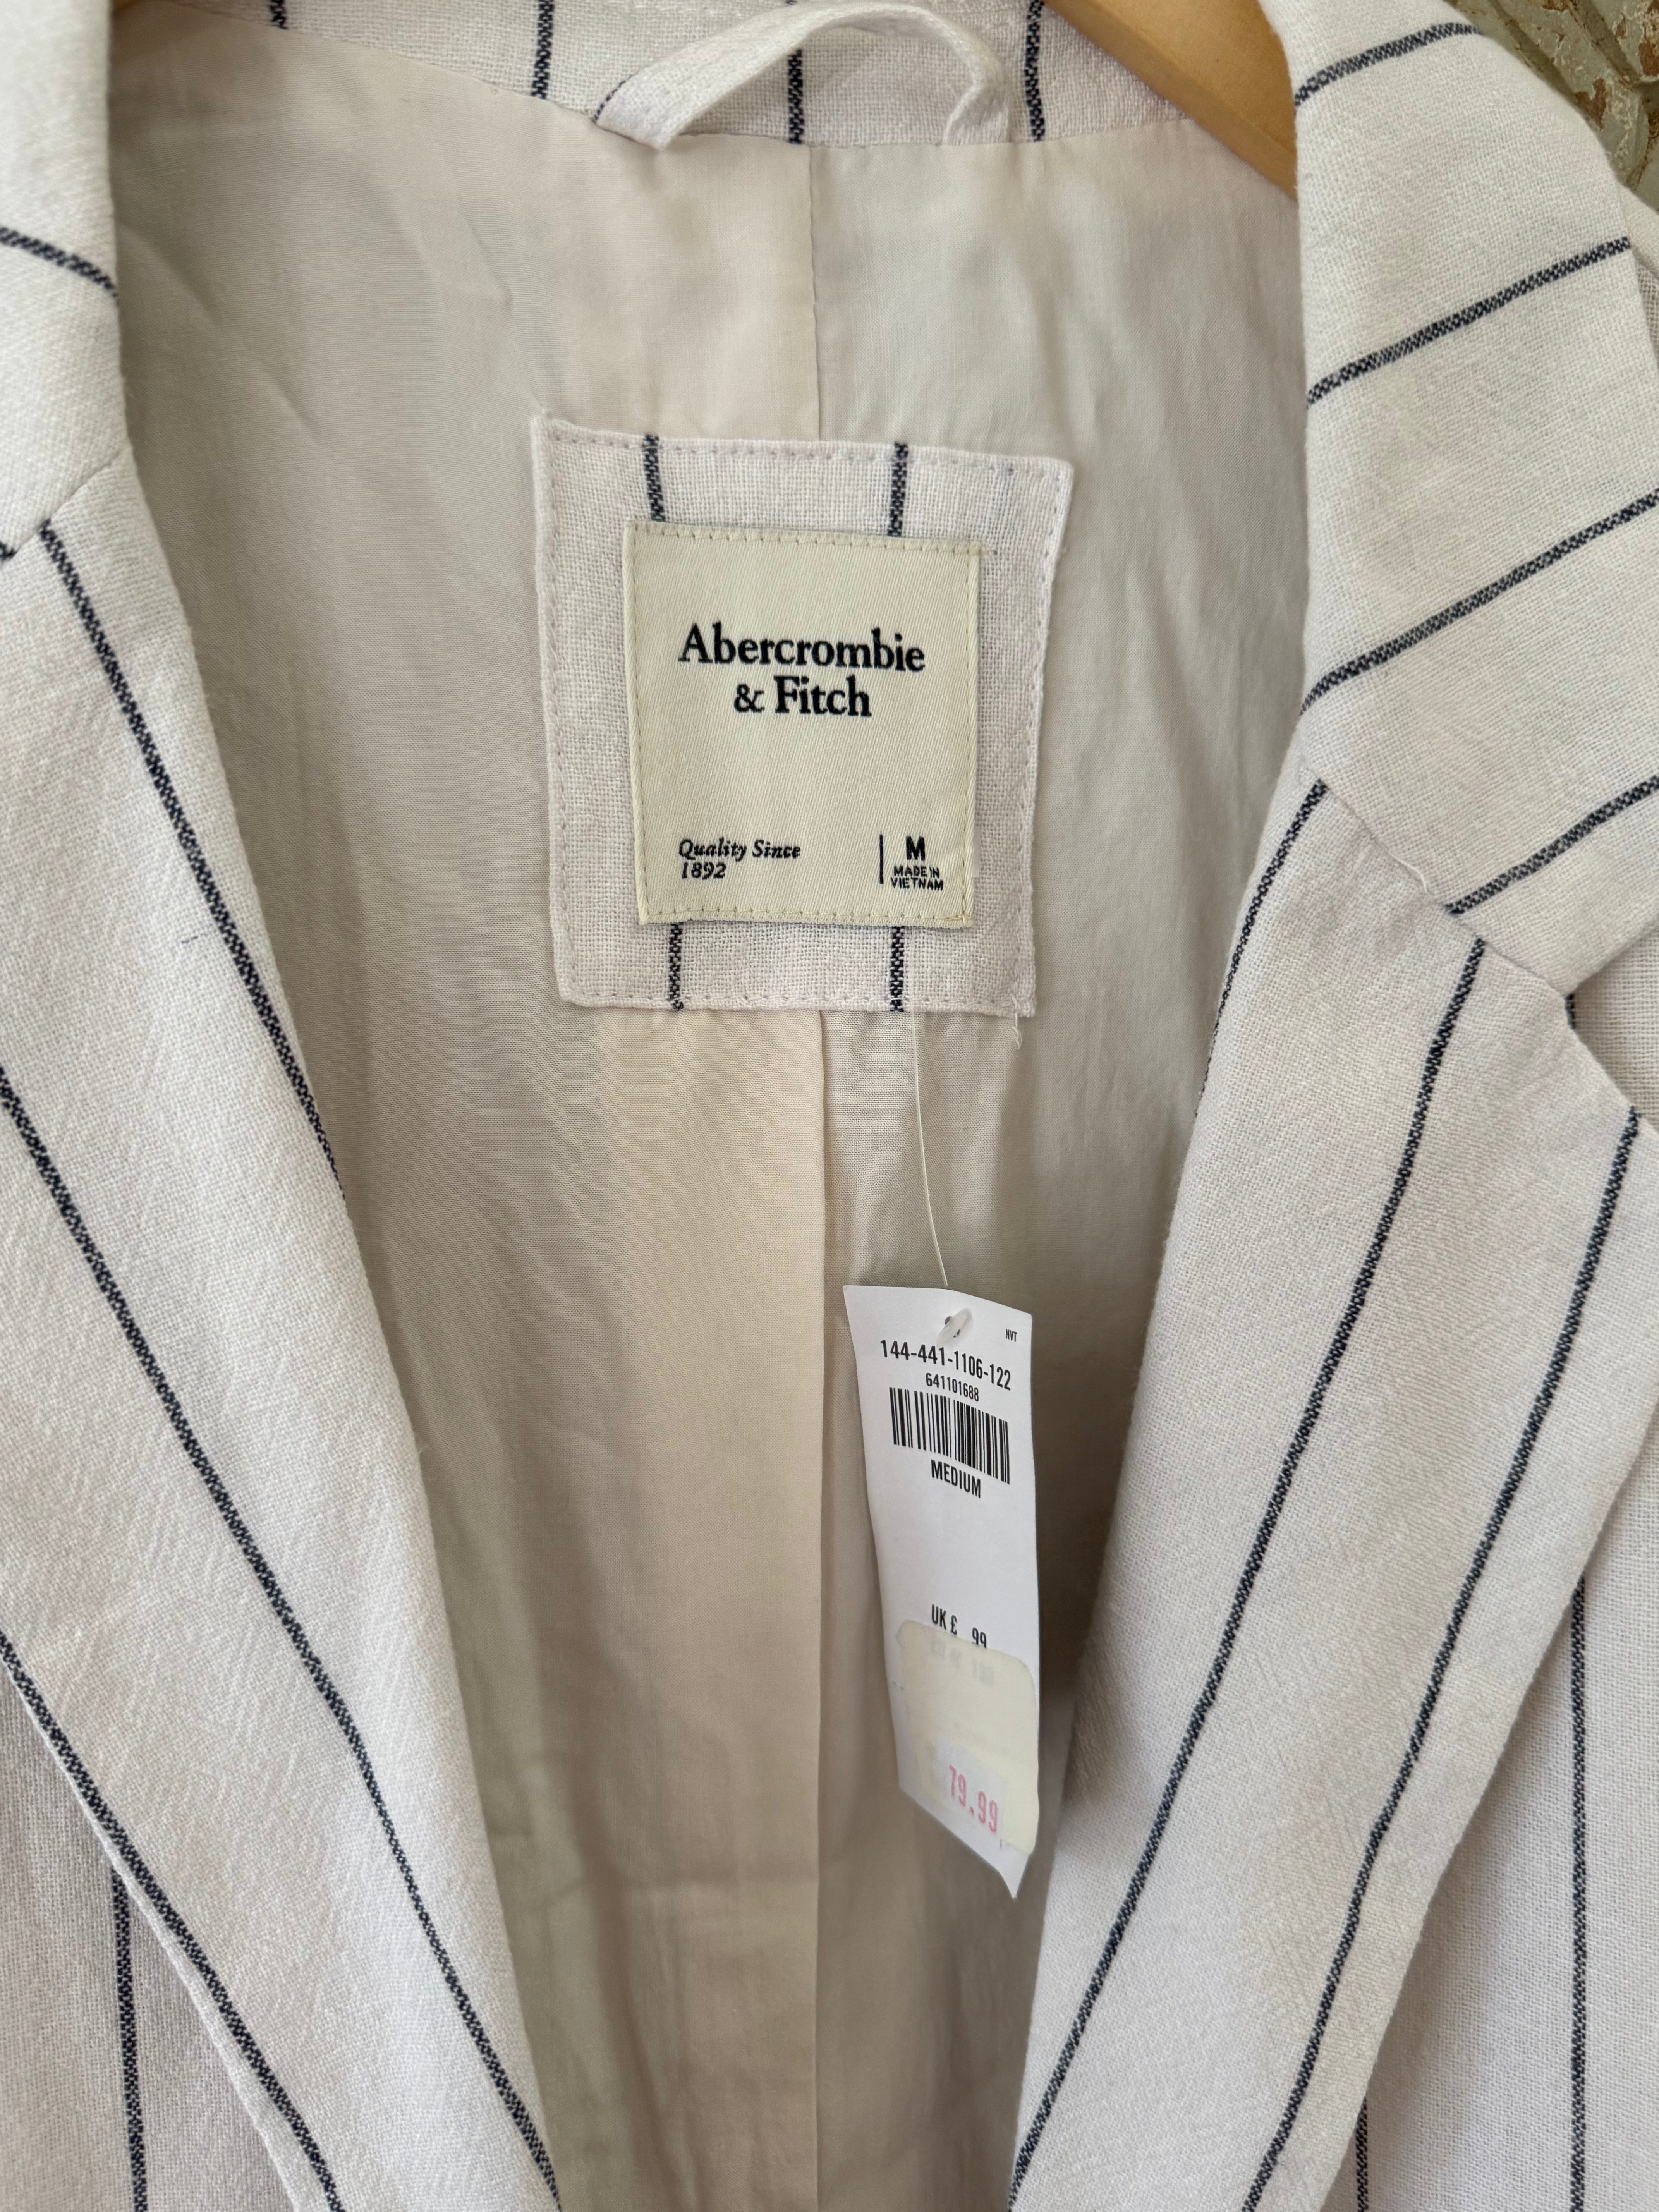 Abercrombie
& Fitch
Quality Since
1892
M
MADE IN
VIETNAM
NVT
144-441-1106-122
641101688
MEDIUM
UK £ 99
79.99